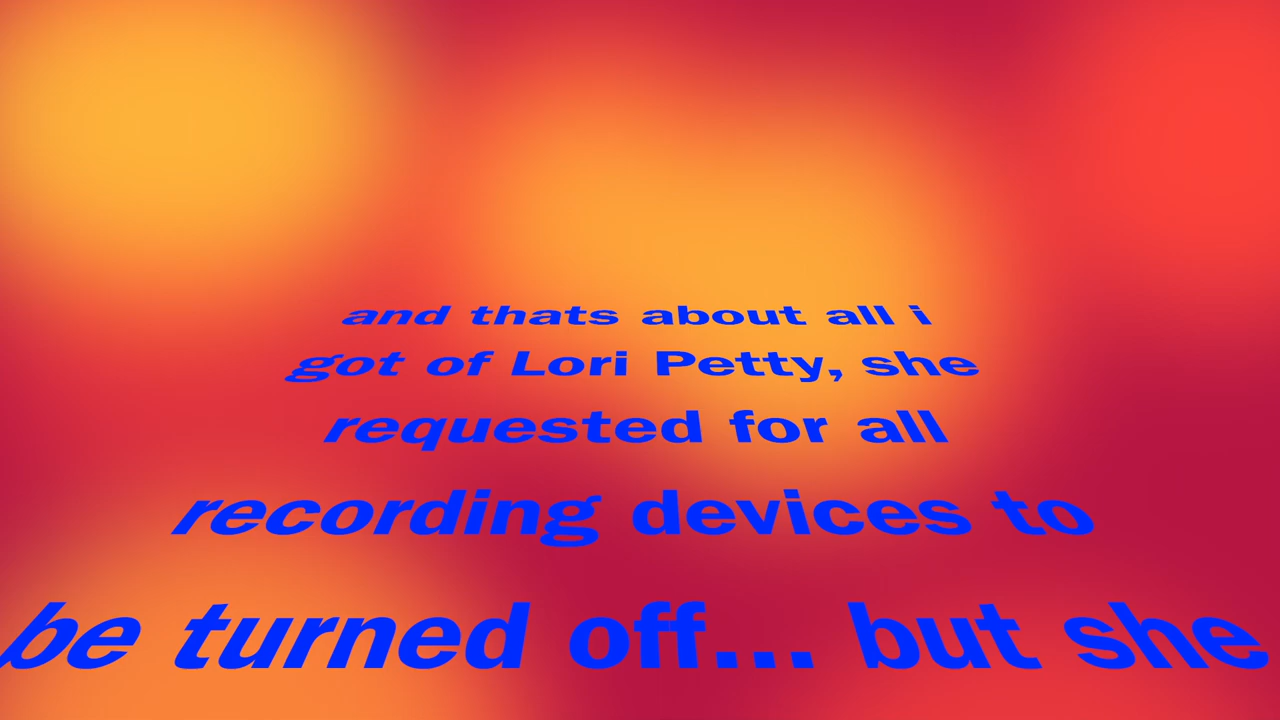 and thats about all i
got of Lori Petty, she
requested for all
recording devices to
be turned off... but she